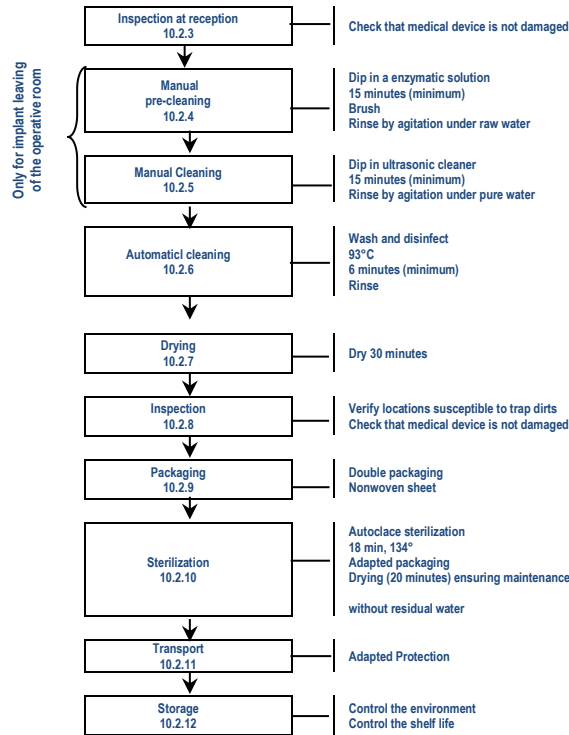 Inspection at reception
10.2.3
Check that medical device is not damaged
Only for implant leaving
of the operative room
Manual
pre-cleaning
10.2.4
Dip in a enzymatic solution
15 minutes (minimum)
Brush
Rinse by agitation under raw water
Manual Cleaning
10.2.5
Dip in ultrasonic cleaner
15 minutes (minimum)
Rinse by agitation under pure water
Automaticl cleaning
10.2.6
Wash and disinfect
93°C
6 minutes (minimum)
Rinse
Drying
10.2.7
Dry 30 minutes
Inspection
10.2.8
Verify locations susceptible to trap dirts
Check that medical device is not damaged
Packaging
10.2.9
Double packaging
Nonwoven sheet
Sterilization
10.2.10
Autoclace sterilization
18 min, 134°
Adapted packaging
Drying (20 minutes) ensuring maintenance
without residual water
Transport
10.2.11
Adapted Protection
Storage
10.2.12
Control the environment
Control the shelf life